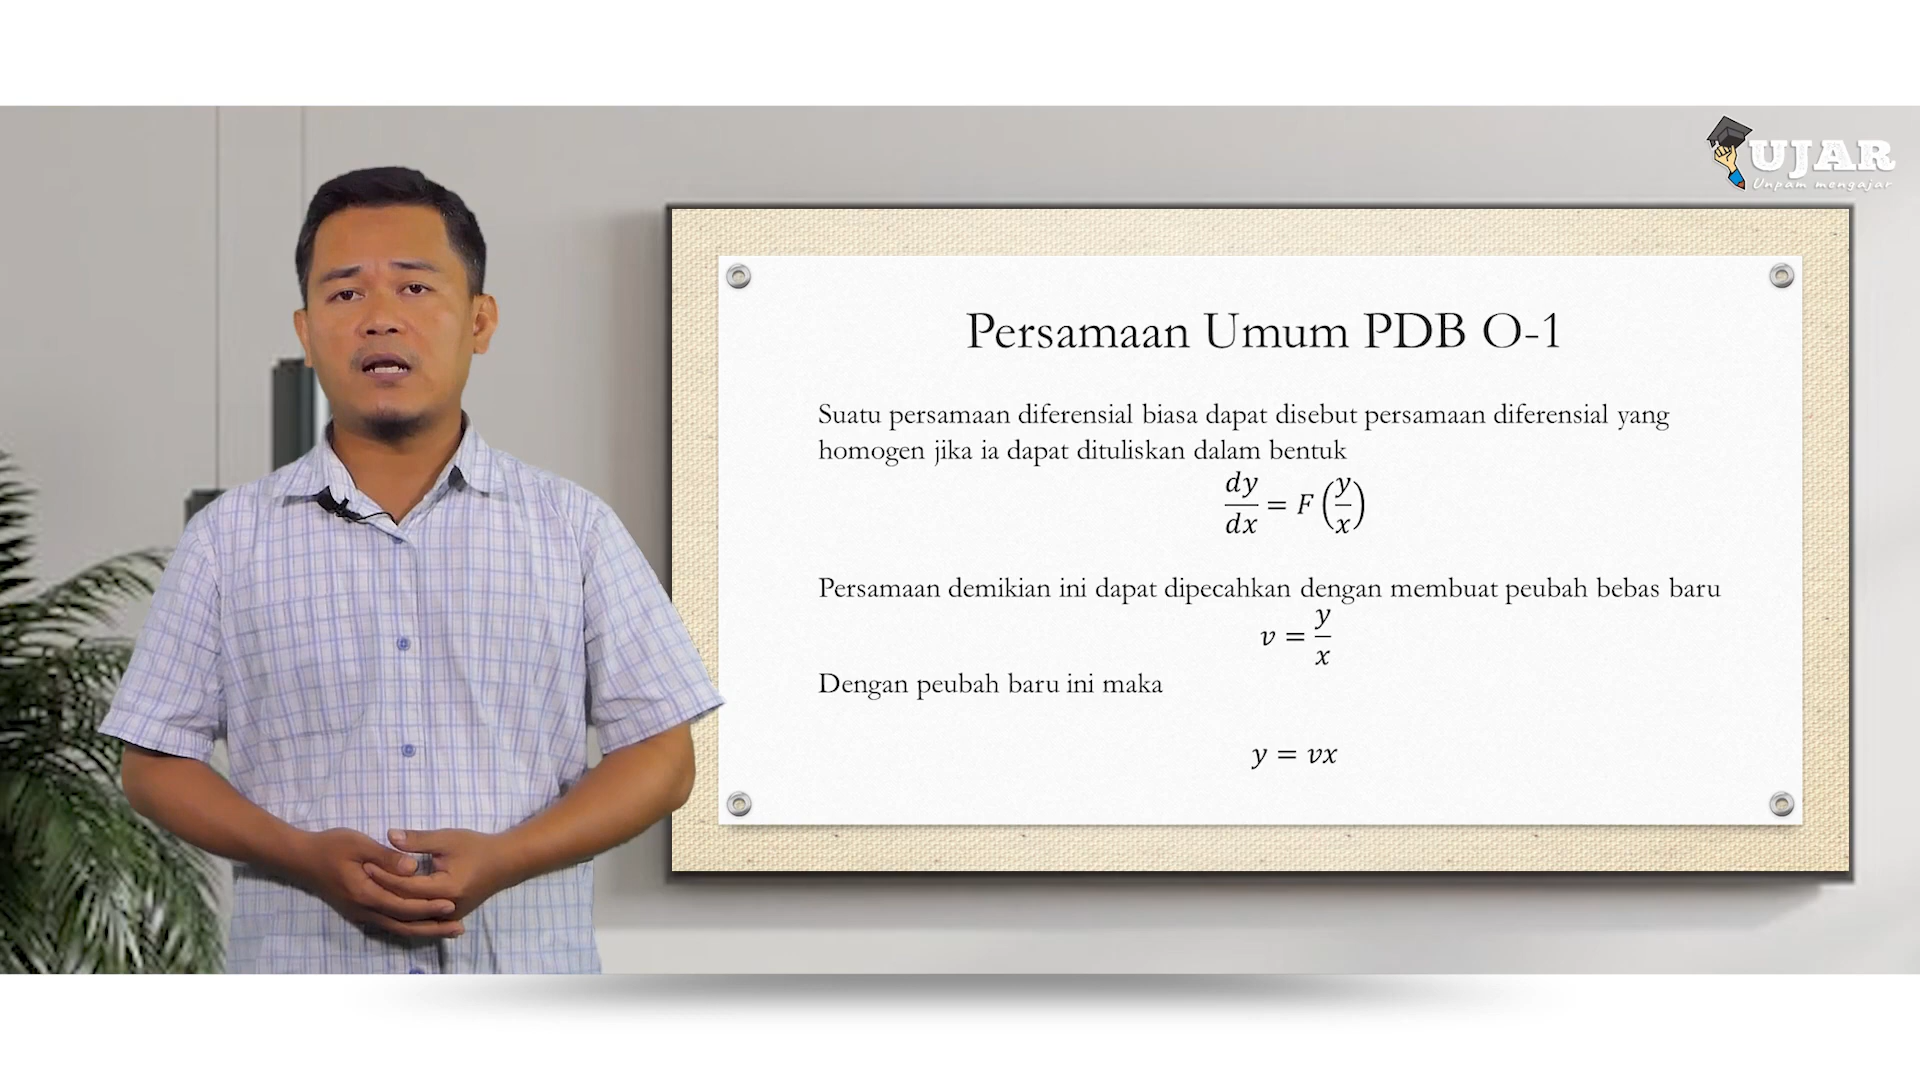 UJAR
Unpam mengajar
Persamaan Umum PDB O-1
Suatu persamaan diferensial biasa dapat disebut persamaan diferensial yang
homogen jika ia dapat dituliskan dalam bentuk
dy/dx = F(y/x)
Persamaan demikian ini dapat dipecahkan dengan membuat peubah bebas baru
v = y/x
Dengan peubah baru ini maka
y = vx